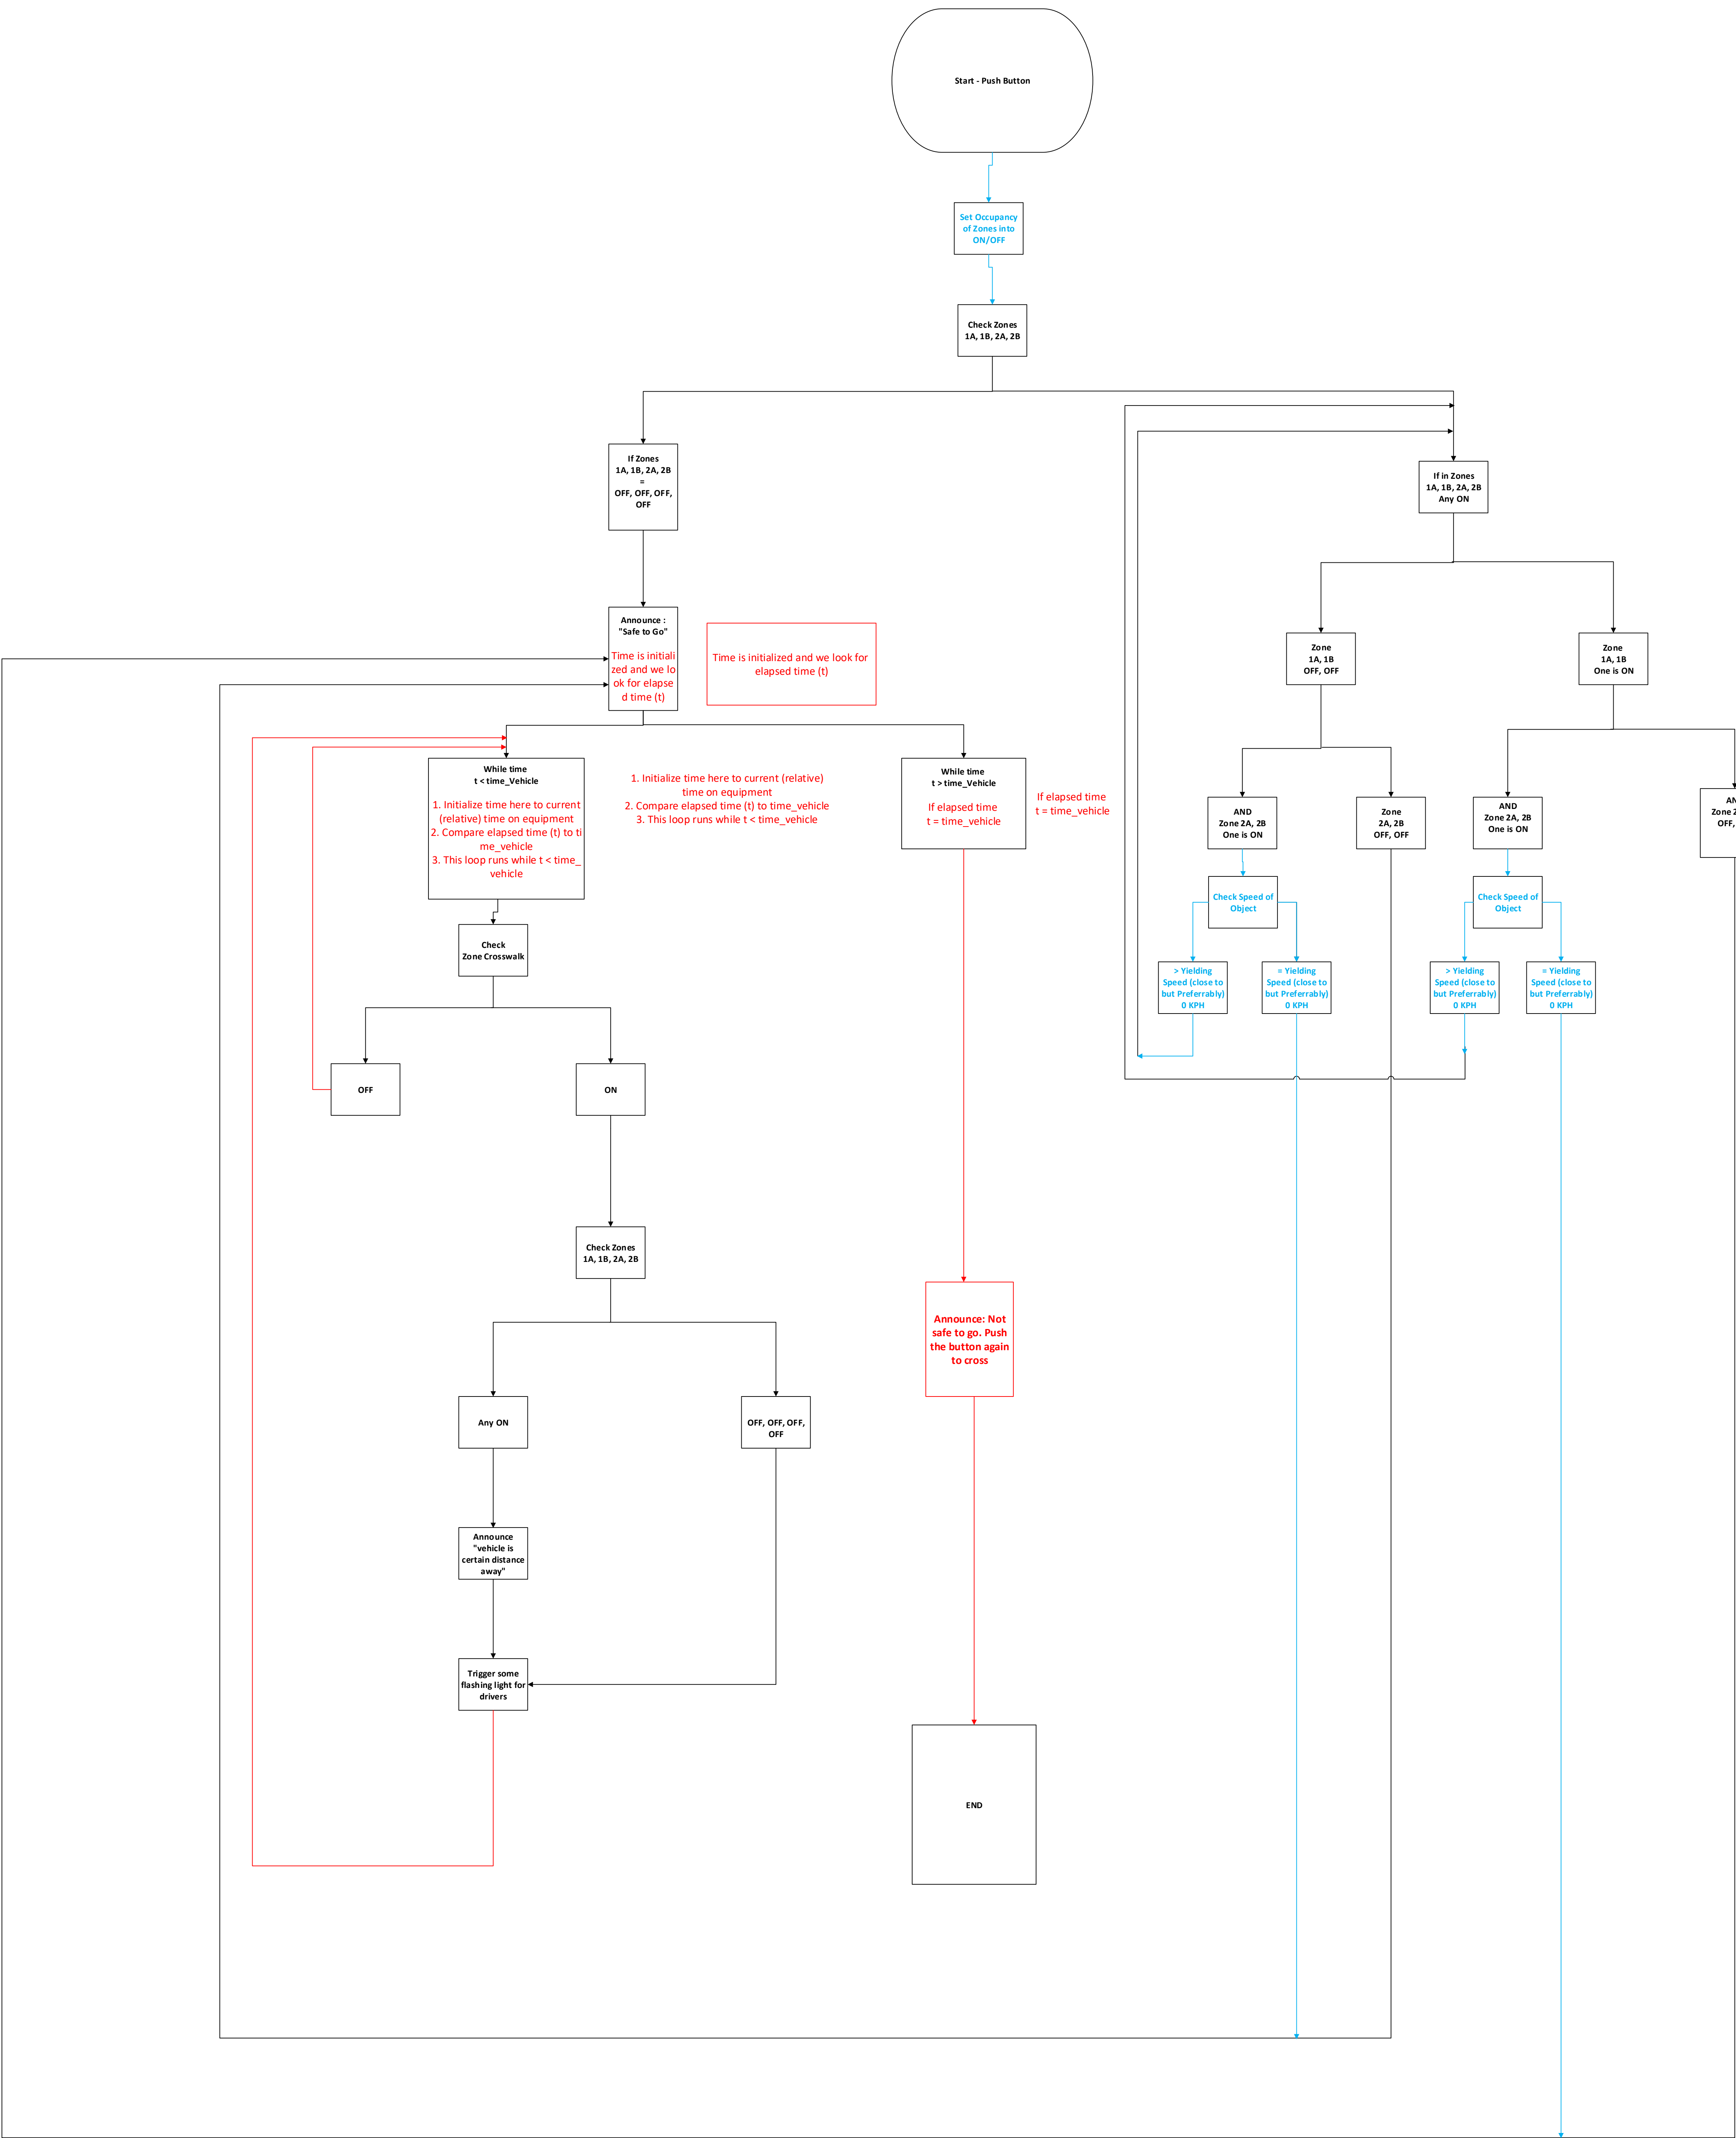 Start - Push Button
Set Occupancy
of Zones into
ON/OFF
Check Zones
1A, 1B, 2A, 2B
If Zones
1A, 1B, 2A, 2B
=
OFF, OFF, OFF,
OFF
If in Zones
1A, 1B, 2A, 2B
Any ON
Announce :
"Safe to Go"
Time is initiali
zed and we lo
ok for elapse
d time (t)
Time is initialized and we look for
elapsed time (t)
Zone
1A, 1B
OFF, OFF
Zone
1A, 1B
One is ON
While time
t < time_Vehicle
1. Initialize time here to current
(relative) time on equipment
2. Compare elapsed time (t) to ti
me_vehicle
3. This loop runs while t < time_
vehicle
1. Initialize time here to current (relative)
time on equipment
2. Compare elapsed time (t) to time_vehicle
3. This loop runs while t < time_vehicle
While time
t > time_Vehicle
If elapsed time
t = time_vehicle
If elapsed time
t = time_vehicle
AND
Zone 2A, 2B
One is ON
Zone
2A, 2B
OFF, OFF
AND
Zone 2A, 2B
One is ON
Zone
OFF,
Check Speed of
Object
Check Speed of
Object
Check
Zone Crosswalk
> Yielding
Speed (close to
but Preferrably)
0 KPH
= Yielding
Speed (close to
but Preferrably)
0 KPH
> Yielding
Speed (close to
but Preferrably)
0 KPH
= Yielding
Speed (close to
but Preferrably)
0 KPH
OFF
ON
Check Zones
1A, 1B, 2A, 2B
Announce: Not
safe to go. Push
the button again
to cross
Any ON
OFF, OFF, OFF,
OFF
Announce
"vehicle is
certain distance
away"
Trigger some
flashing light for
drivers
END